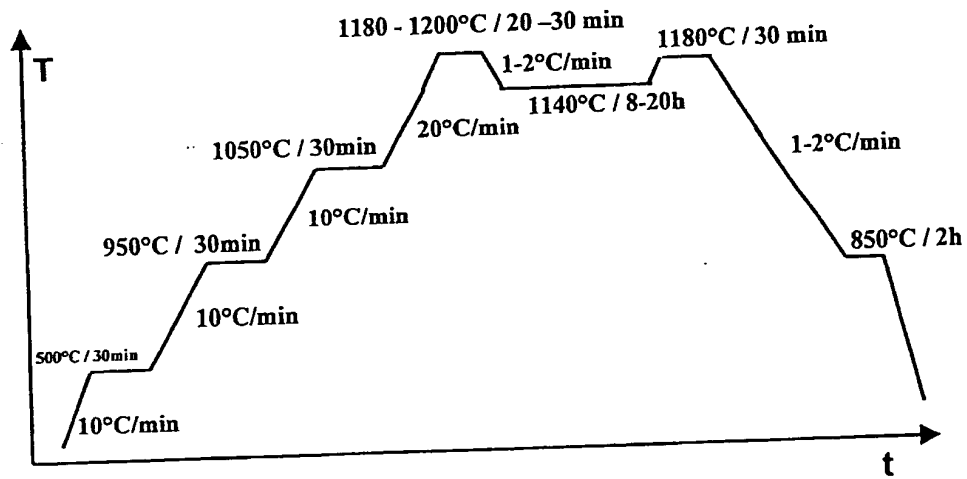 1180 - 1200°C / 20 –30 min
1180°C / 30 min
T
1-2°C/min
1140°C / 8-20h
20°C/min
1050°C / 30min
1-2°C/min
10°C/min
950°C / 30min
850°C / 2h
10°C/min
500°C / 30min
10°C/min
t